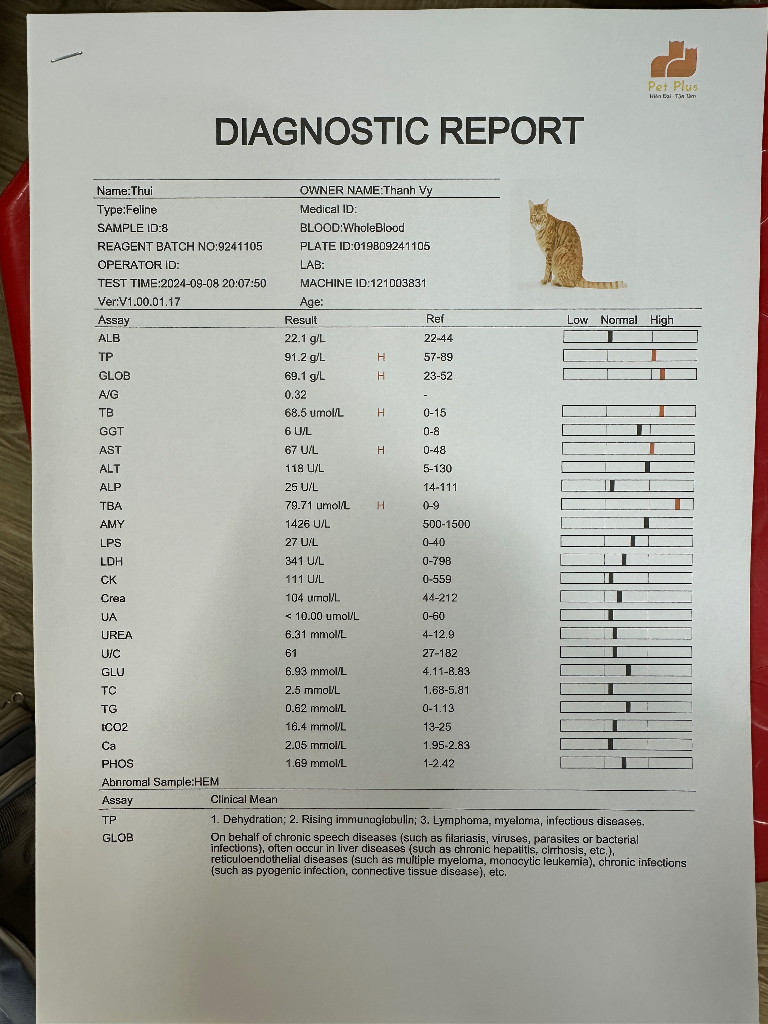 Pet Plus
Hiện Đại - Tận Tâm
DIAGNOSTIC REPORT
Name:Thui OWNER NAME:Thanh Vy
Type:Feline Medical ID:
SAMPLE ID:8 BLOOD:WholeBlood
REAGENT BATCH NO:9241105 PLATE ID:019809241105
OPERATOR ID: LAB:
TEST TIME:2024-09-08 20:07:50 MACHINE ID:121003831
Ver:V1.00.01.17 Age:
Assay Result Ref Low Normal High
ALB 22.1 g/L 22-44
TP 91.2 g/L H 57-89
GLOB 69.1 g/L H 23-52
A/G 0.32 -
TB 68.5 umol/L H 0-15
GGT 6 U/L 0-8
AST 67 U/L H 0-48
ALT 118 U/L 5-130
ALP 25 U/L 14-111
TBA 79.71 umol/L H 0-9
AMY 1426 U/L 500-1500
LPS 27 U/L 0-40
LDH 341 U/L 0-798
CK 111 U/L 0-559
Crea 104 umol/L 44-212
UA < 10.00 umol/L 0-60
UREA 6.31 mmol/L 4-12.9
U/C 61 27-182
GLU 6.93 mmol/L 4.11-8.83
TC 2.5 mmol/L 1.68-5.81
TG 0.62 mmol/L 0-1.13
tCO2 16.4 mmol/L 13-25
Ca 2.05 mmol/L 1.95-2.83
PHOS 1.69 mmol/L 1-2.42
Abnromal Sample:HEM
Assay Clinical Mean
TP 1. Dehydration; 2. Rising immunoglobulin; 3. Lymphoma, myeloma, infectious diseases.
GLOB On behalf of chronic speech diseases (such as filariasis, viruses, parasites or bacterial
infections), often occur in liver diseases (such as chronic hepatitis, cirrhosis, etc.),
reticuloendothelial diseases (such as multiple myeloma, monocytic leukemia), chronic infections
(such as pyogenic infection, connective tissue disease), etc.